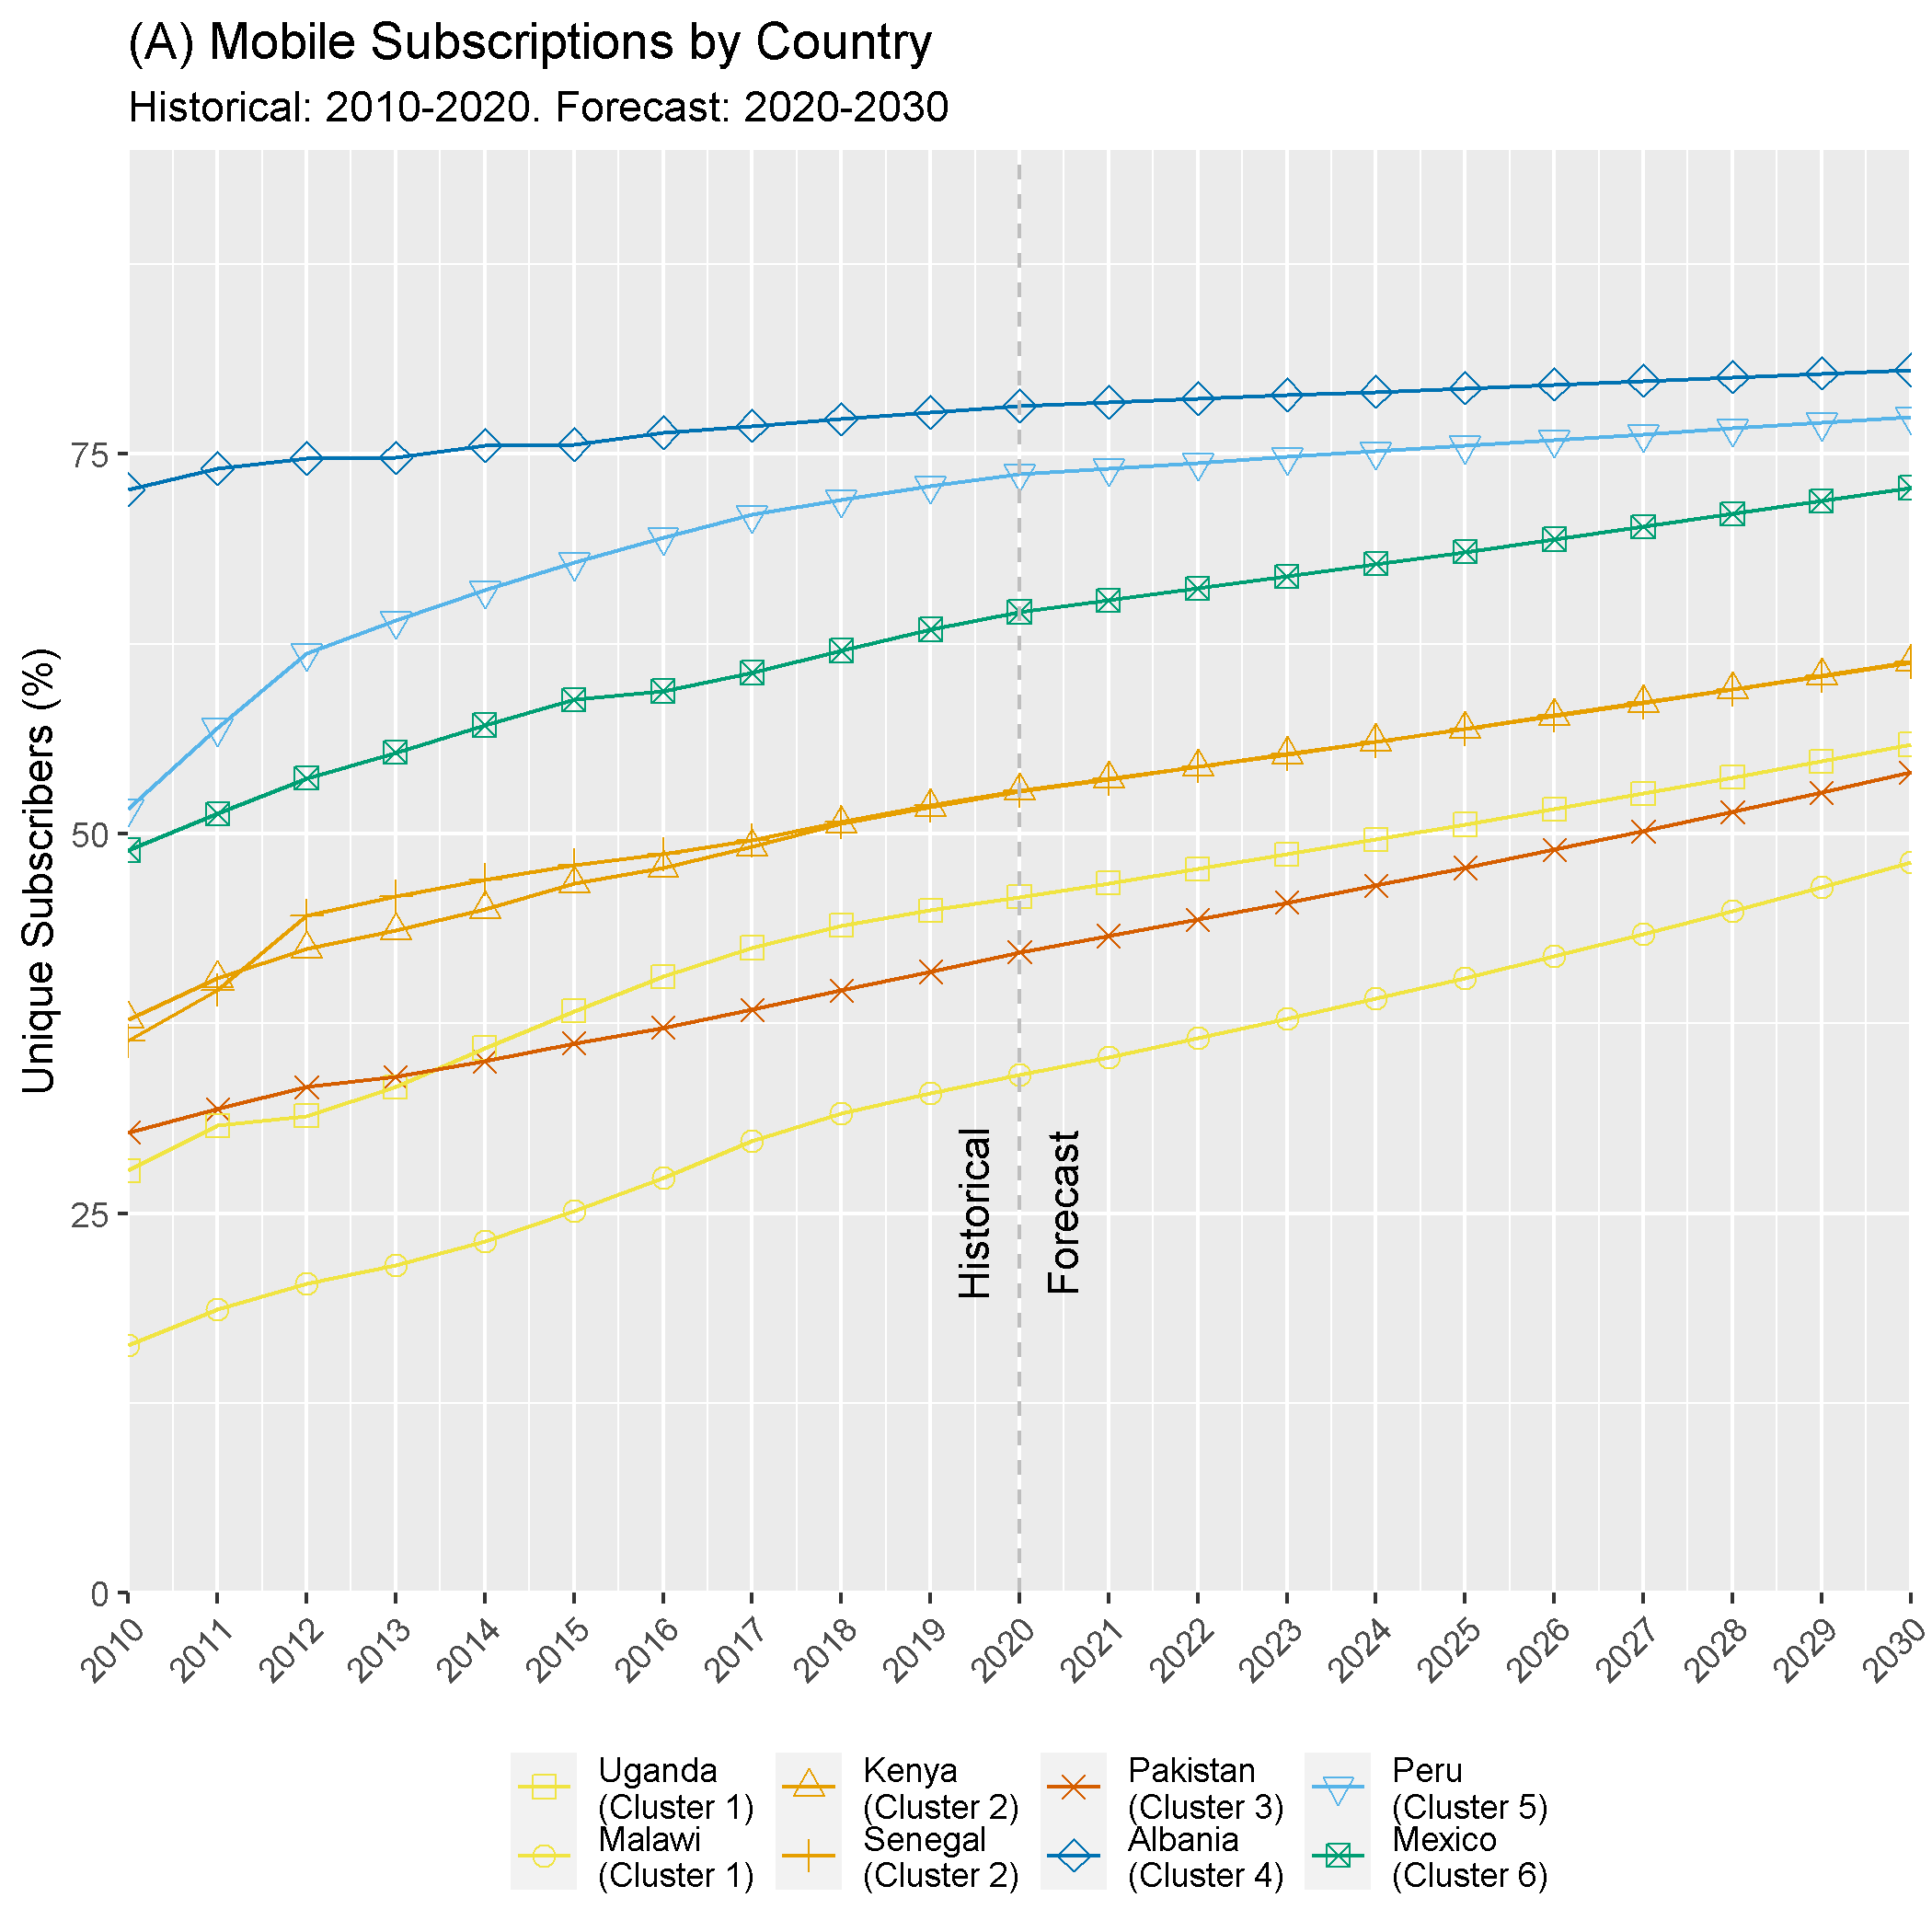 (A) Mobile Subscriptions by Country
Historical: 2010-2020. Forecast: 2020-2030
Unique Subscribers (%)
75
50
25
0
Historical
Forecast
2010 2011 2012 2013 2014 2015 2016 2017 2018 2019 2020 2021 2022 2023 2024 2025 2026 2027 2028 2029 2030
Uganda
(Cluster 1)
Malawi
(Cluster 1)
Kenya
(Cluster 2)
Senegal
(Cluster 2)
Pakistan
(Cluster 3)
Albania
(Cluster 4)
Peru
(Cluster 5)
Mexico
(Cluster 6)